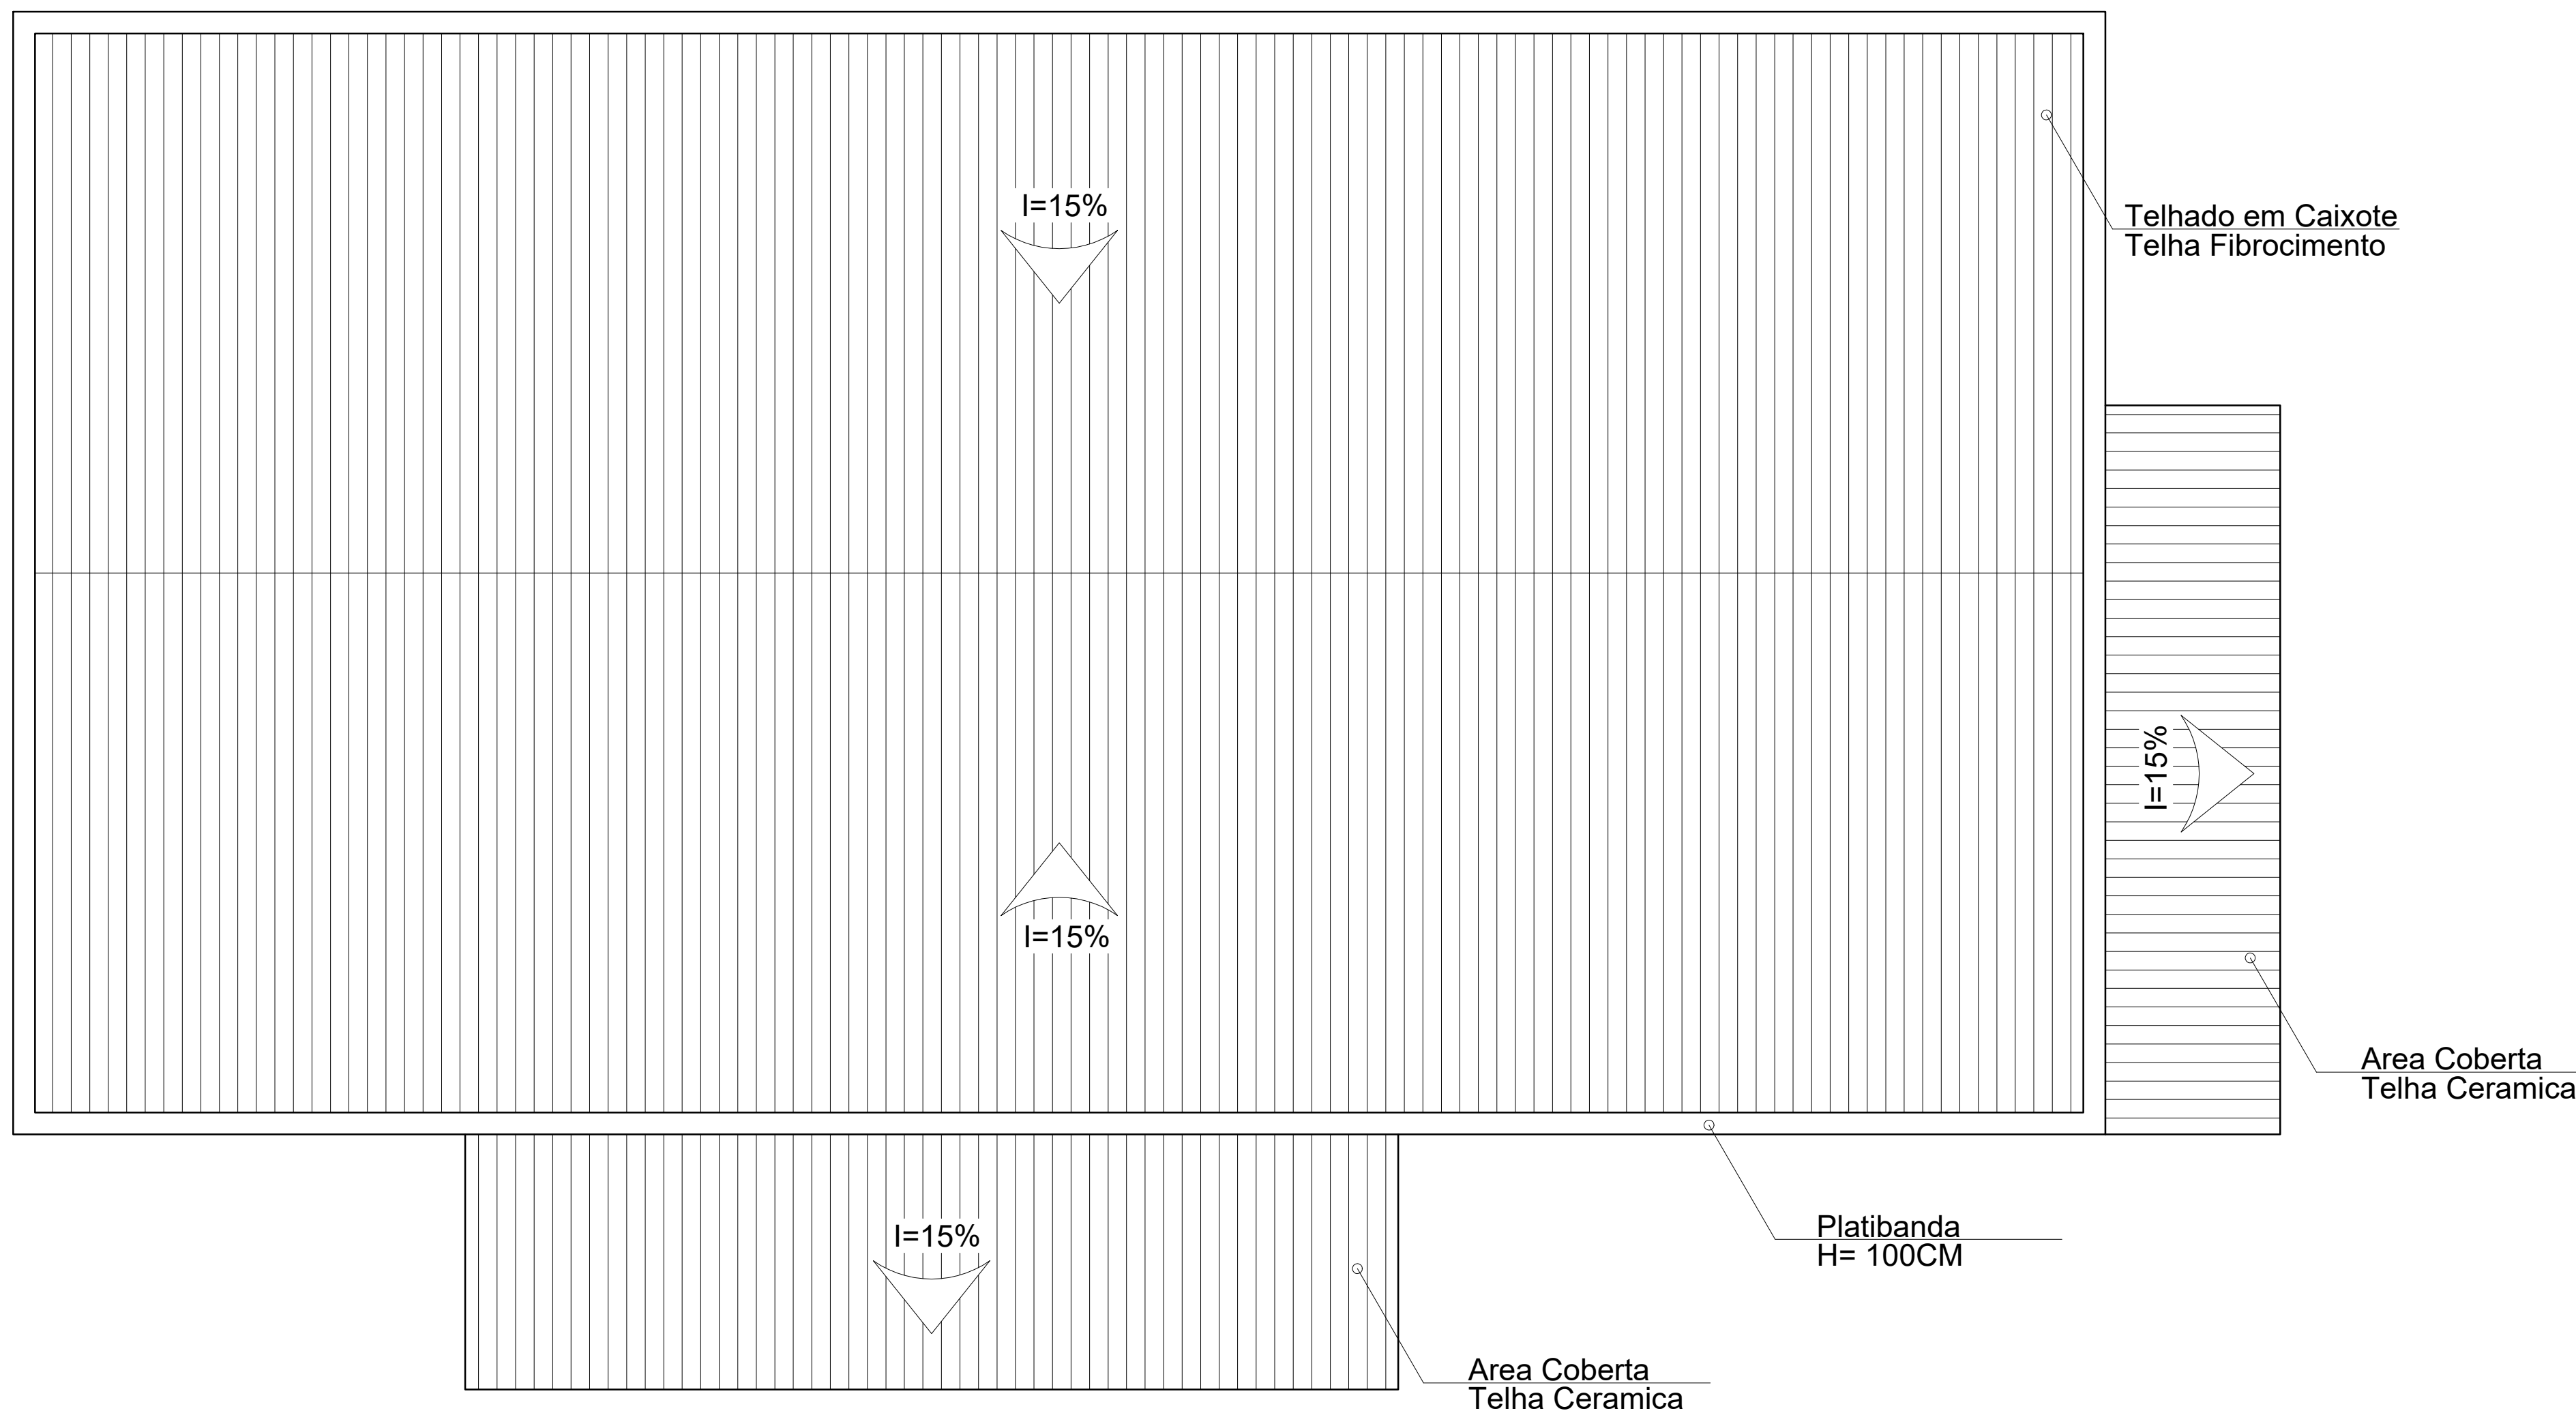 I=15%
Telhado em Caixote
Telha Fibrocimento
I=15%
I=15%
Area Coberta
Telha Ceramica
Platibanda
H= 100CM
I=15%
Area Coberta
Telha Ceramica